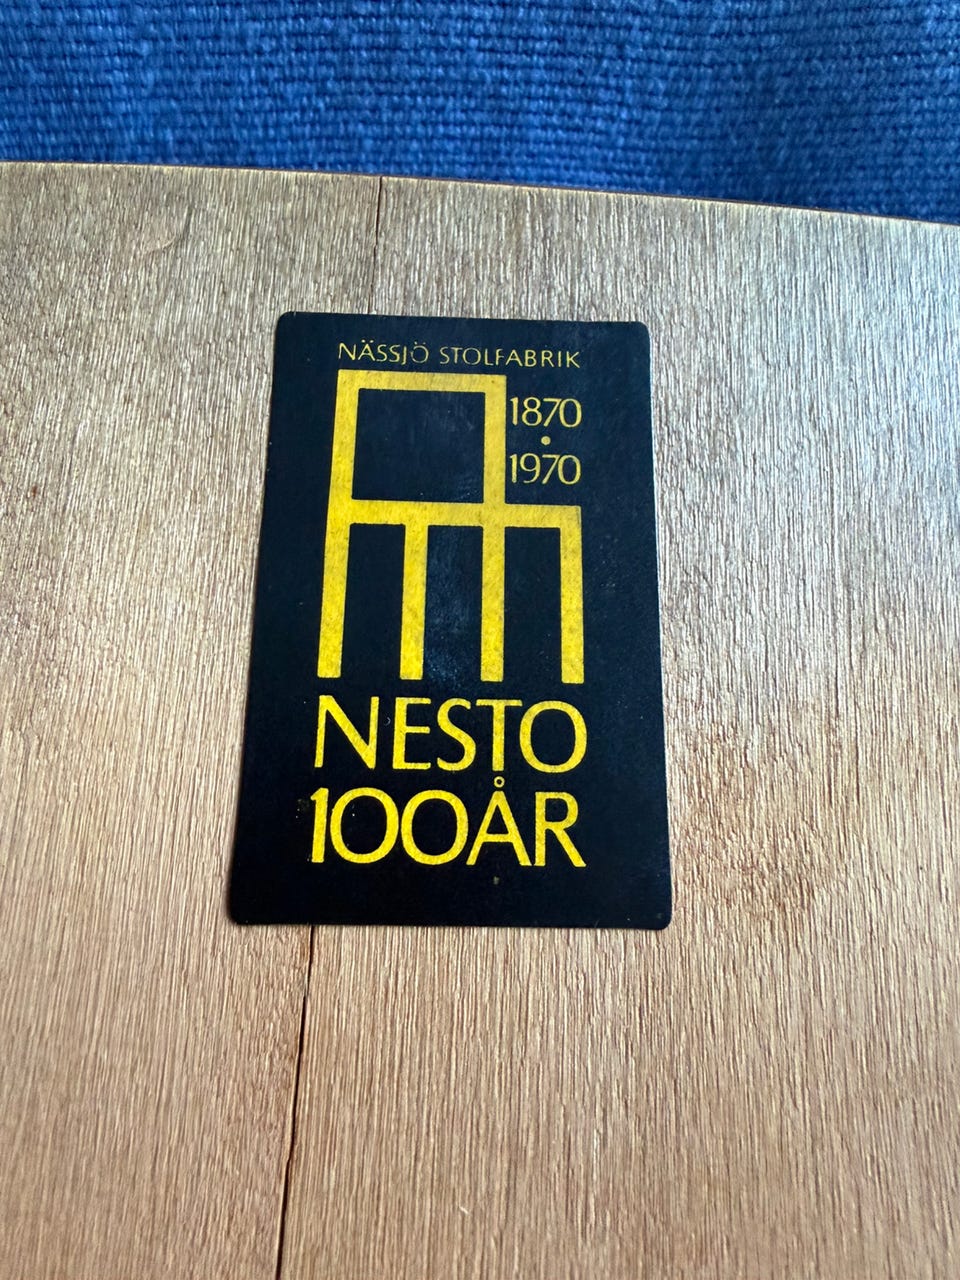 NÄSSJÖ STOLFABRIK
1870
•
1970
NESTO
100ÅR